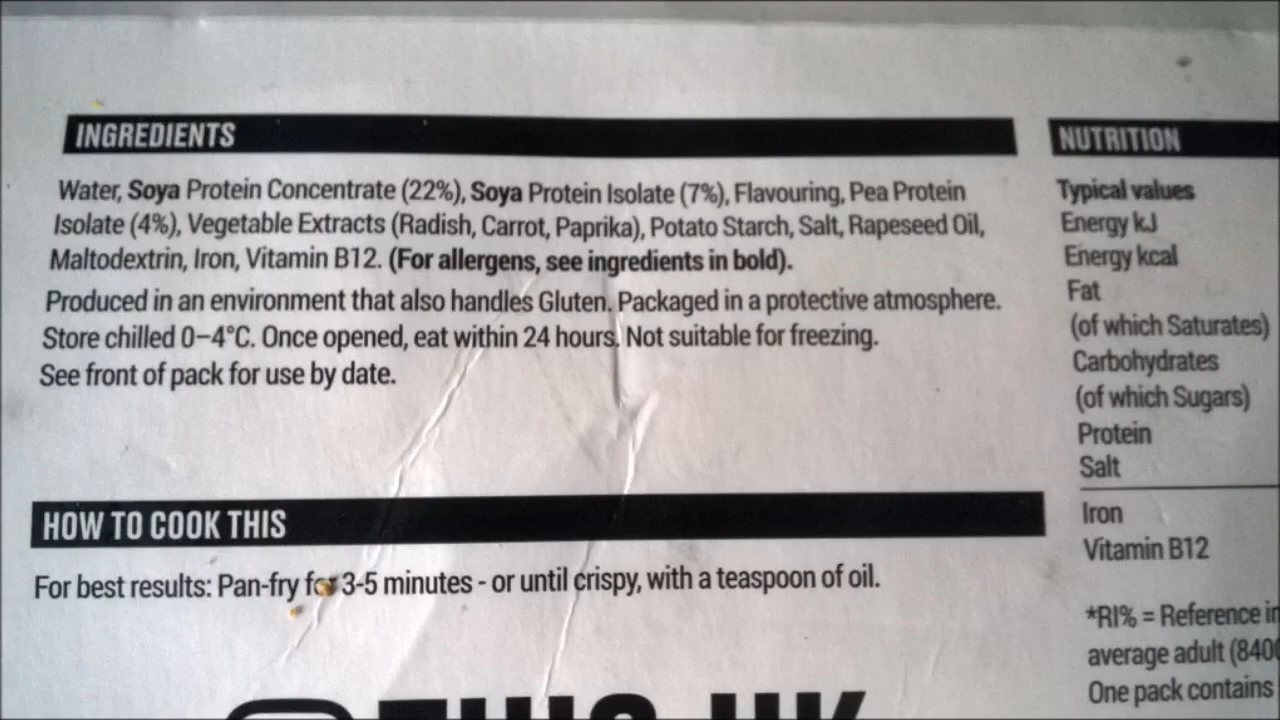 INGREDIENTS
Water, Soya Protein Concentrate (22%), Soya Protein Isolate (7%), Flavouring, Pea Protein
Isolate (4%), Vegetable Extracts (Radish, Carrot, Paprika), Potato Starch, Salt, Rapeseed Oil,
Maltodextrin, Iron, Vitamin B12. (For allergens, see ingredients in bold).
Produced in an environment that also handles Gluten. Packaged in a protective atmosphere.
Store chilled 0–4°C. Once opened, eat within 24 hours. Not suitable for freezing.
See front of pack for use by date.
HOW TO COOK THIS
For best results: Pan-fry for 3-5 minutes - or until crispy, with a teaspoon of oil.
NUTRITION
Typical values
Energy kJ
Energy kcal
Fat
(of which Saturates)
Carbohydrates
(of which Sugars)
Protein
Salt
Iron
Vitamin B12
*RI% = Reference
average adult
One pack contains